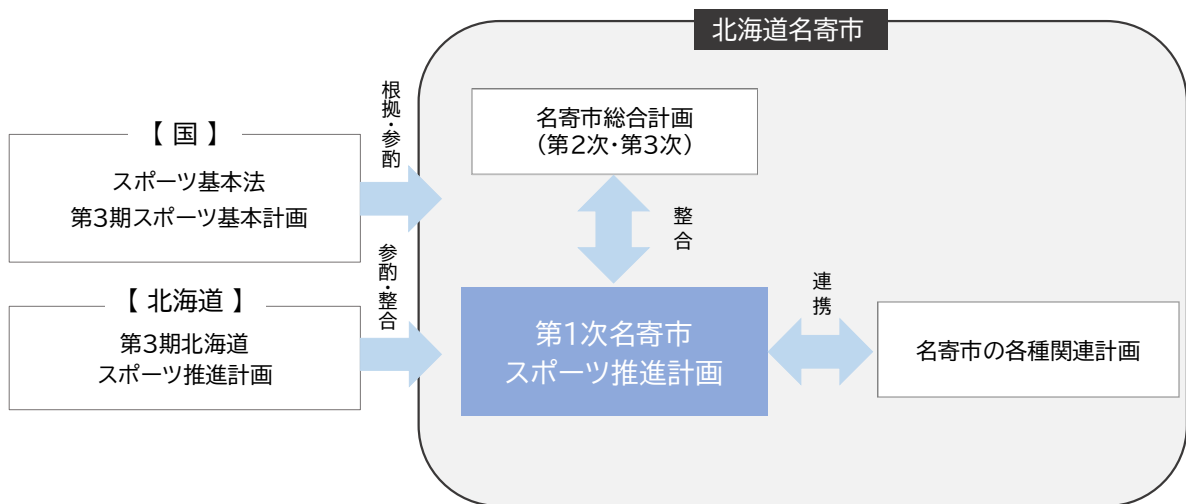 北海道名寄市
根拠・参酌
【 国 】
スポーツ基本法
第3期スポーツ基本計画
名寄市総合計画
（第2次・第3次）
整合
参酌・整合
【 北海道 】
第3期北海道
スポーツ推進計画
第1次名寄市
スポーツ推進計画
連携
名寄市の各種関連計画